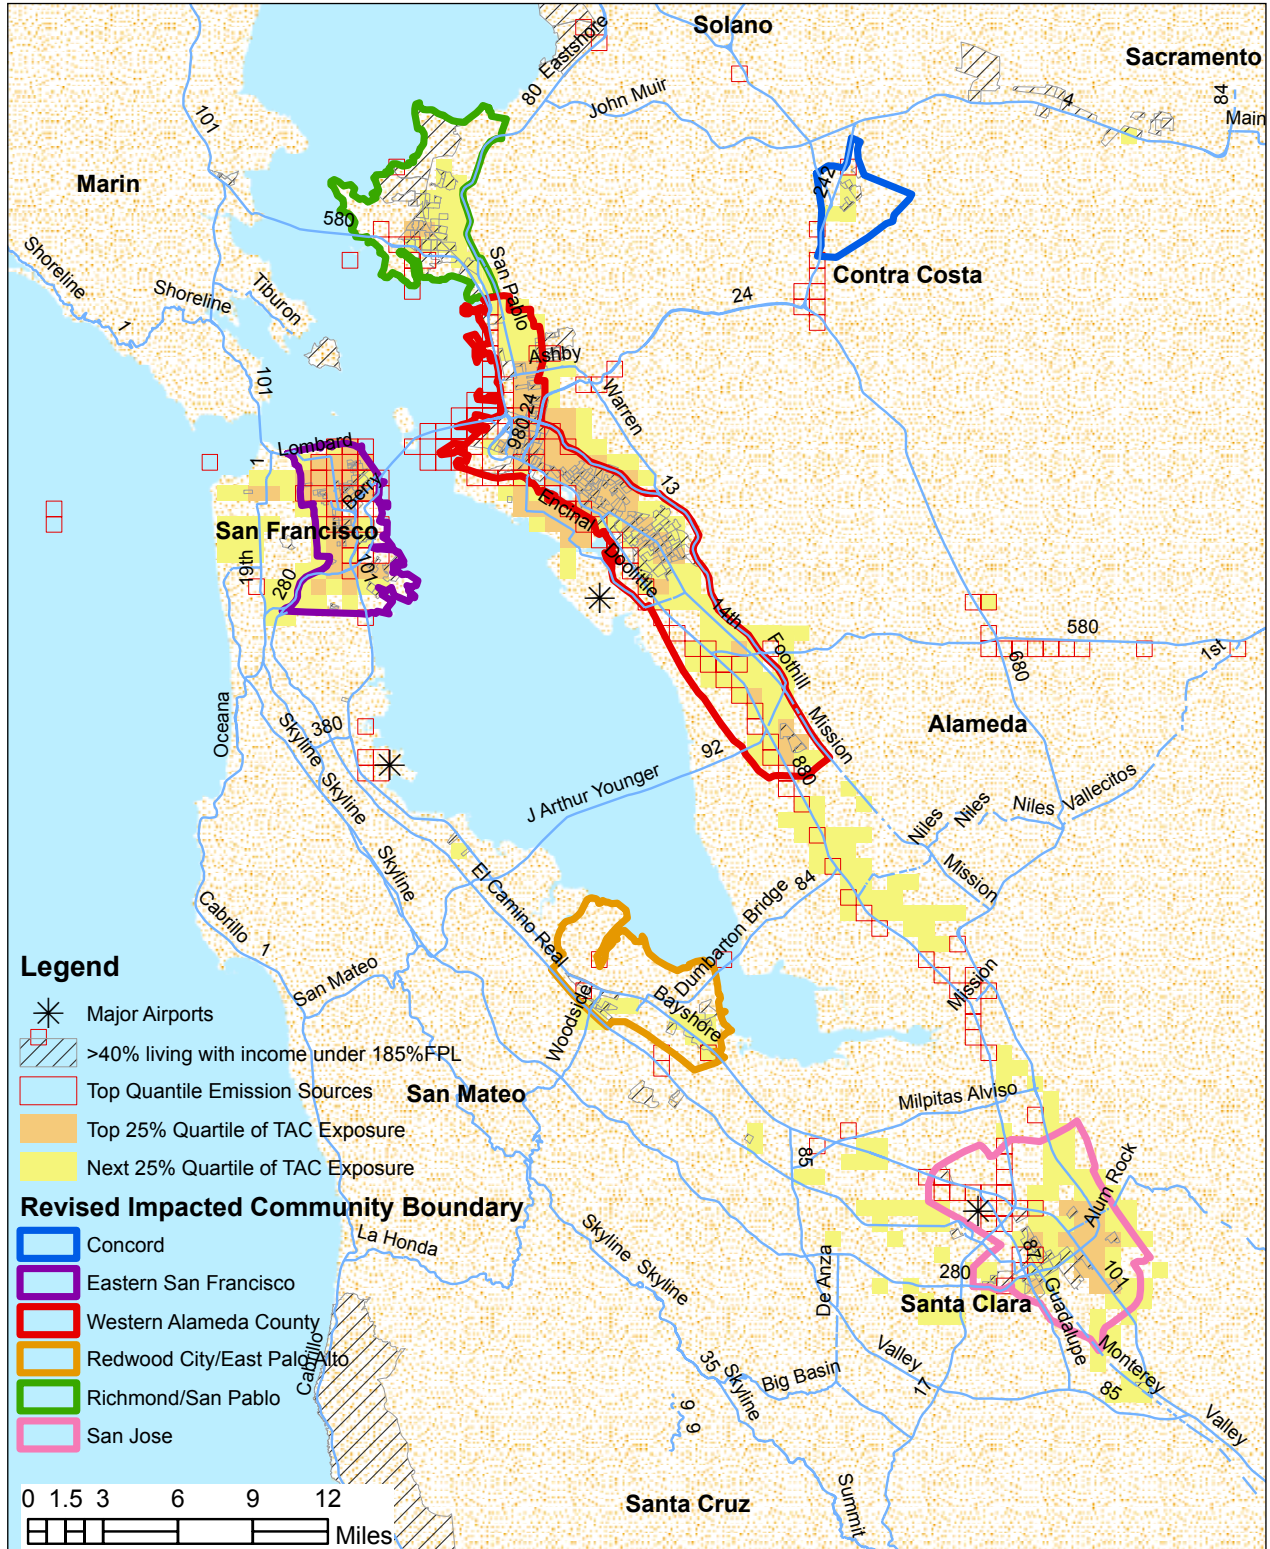 Solano
Sacramento
Eastshore
80
John Muir
4
84
Main
101
Marin
242
580
Shoreline
Shoreline
Tiburon
1
San Pablo
Contra Costa
24
101
Ashby
Warren
24
980
Lombard
1
Berry
13
San Francisco
Encinal
19th
280
101
Doolittle
14th
Foothill
580
1st
680
Oceana
380
Skyline
Skyline
Mission
Alameda
92
880
J Arthur Younger
Vallecitos
Niles
Niles
Niles
Skyline
El Camino Real
84
Mission
Cabrillo
1
Dumbarton Bridge
Legend
San Mateo
Mission
Major Airports
Woodside
Bayshore
>40% living with income under 185%FPL
Top Quantile Emission Sources
San Mateo
Milpitas Alviso
Top 25% Quartile of TAC Exposure
Next 25% Quartile of TAC Exposure
85
Alum Rock
Revised Impacted Community Boundary
Concord
La Honda
Skyline
Skyline
87
Eastern San Francisco
De Anza
280
101
Western Alameda County
Santa Clara
Guadalupe
Redwood City/East Palo Alto
Cabrillo
35
Skyline
Valley
Monterey
Richmond/San Pablo
Big Basin
17
85
9
9
Valley
San Jose
Summit
Santa Cruz
0 1.5 3 6 9 12
Miles